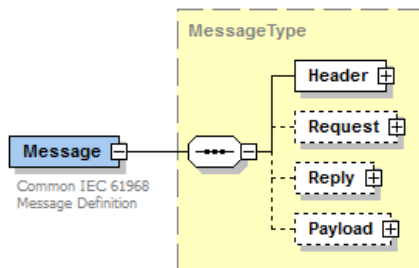 MessageType
Header
Request
Message
Reply
Common IEC 61968
Message Definition
Payload